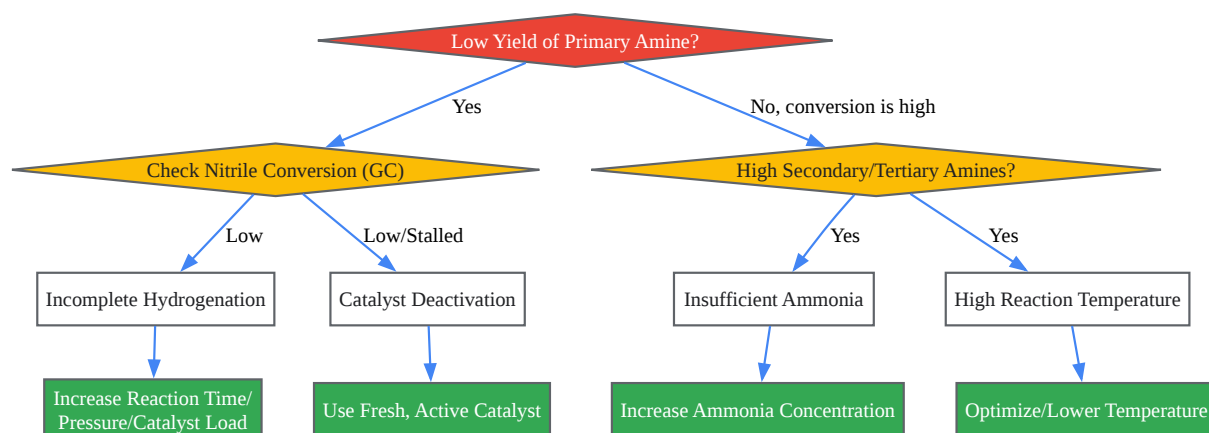 Low Yield of Primary Amine?
Yes
No, conversion is high
Check Nitrile Conversion (GC)
High Secondary/Tertiary Amines?
Low
Low/Stalled
Yes
Yes
Incomplete Hydrogenation
Catalyst Deactivation
Insufficient Ammonia
High Reaction Temperature
Increase Reaction Time/
Pressure/Catalyst Load
Use Fresh, Active Catalyst
Increase Ammonia Concentration
Optimize/Lower Temperature